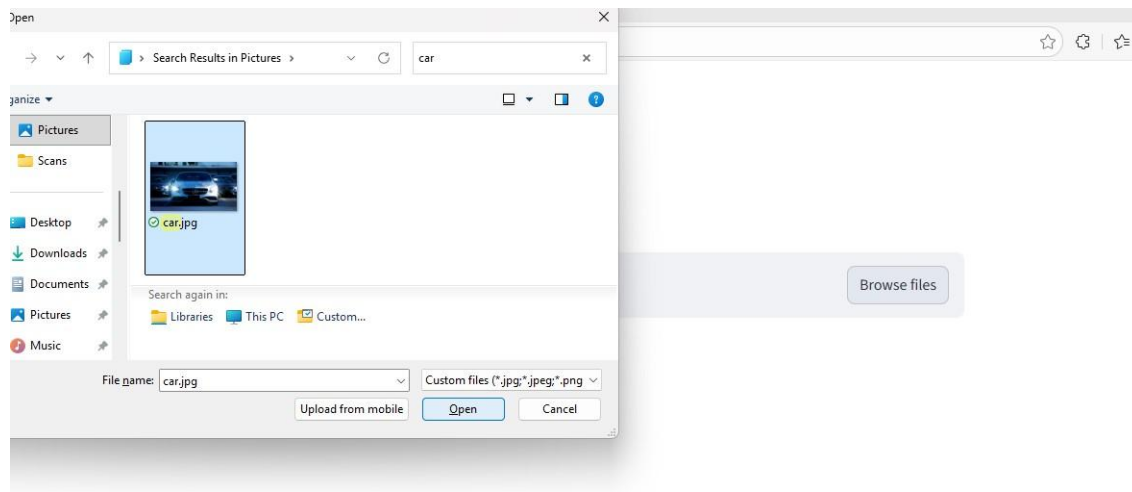 Open
Search Results in Pictures
car
ganize
Pictures
Scans
Desktop
Downloads
Documents
Pictures
Music
car.jpg
Search again in:
Libraries This PC Custom...
File name: car.jpg Custom files (*.jpg;*.jpeg;*.png
Upload from mobile Open Cancel
Browse files